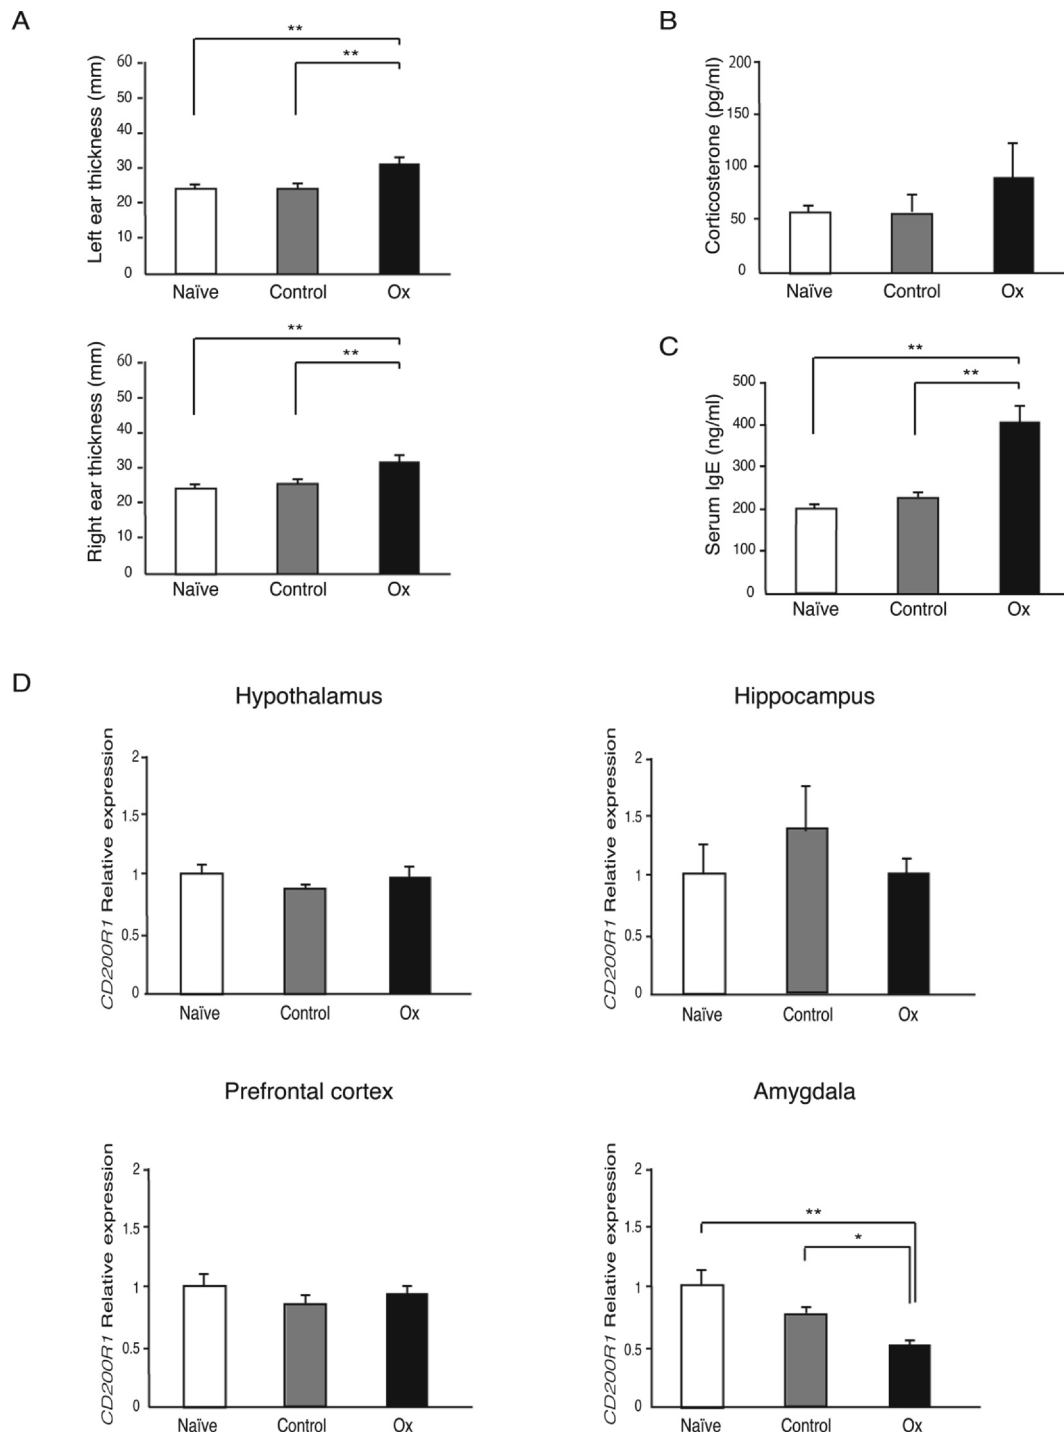 A
Left ear thickness (mm)
60
50
40
30
20
10
0
**
**
Naïve Control Ox
Right ear thickness (mm)
60
50
40
30
20
10
0
**
**
Naïve Control Ox
B
Corticosterone (pg/ml)
200
150
100
50
0
Naïve Control Ox
C
Serum IgE (ng/ml)
500
400
300
200
100
0
**
**
Naïve Control Ox
D
Hypothalamus
CD200R1 Relative expression
2
1.5
1
0.5
0
Naïve Control Ox
Hippocampus
CD200R1 Relative expression
2
1.5
1
0.5
0
Naïve Control Ox
Prefrontal cortex
CD200R1 Relative expression
2
1.5
1
0.5
0
Naïve Control Ox
Amygdala
CD200R1 Relative expression
2
1.5
1
0.5
0
**
*
Naïve Control Ox